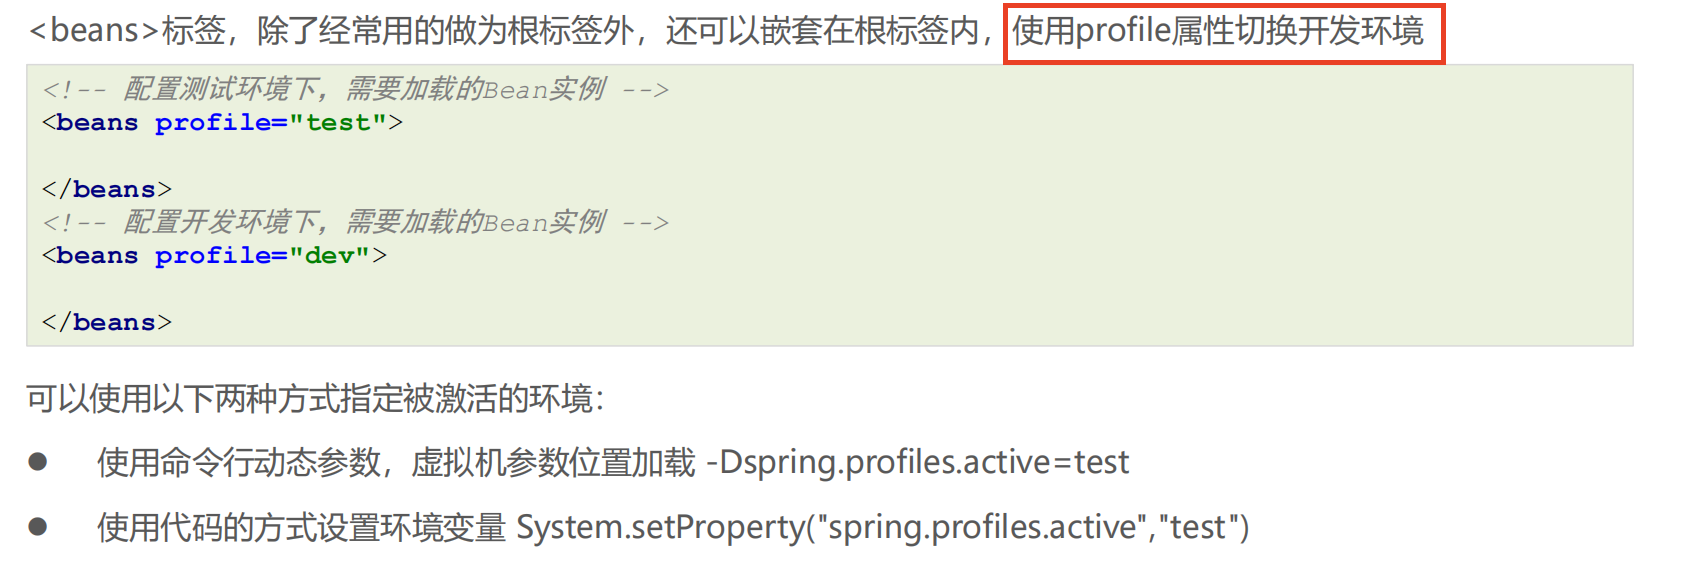 <beans>标签，除了经常用的做为根标签外，还可以嵌套在根标签内，使用profile属性切换开发环境
<!-- 配置测试环境下，需要加载的Bean实例 -->
<beans profile="test">
</beans>
<!-- 配置开发环境下，需要加载的Bean实例 -->
<beans profile="dev">
</beans>
可以使用以下两种方式指定被激活的环境：
● 使用命令行动态参数，虚拟机参数位置加载 -Dspring.profiles.active=test
● 使用代码的方式设置环境变量 System.setProperty("spring.profiles.active","test")